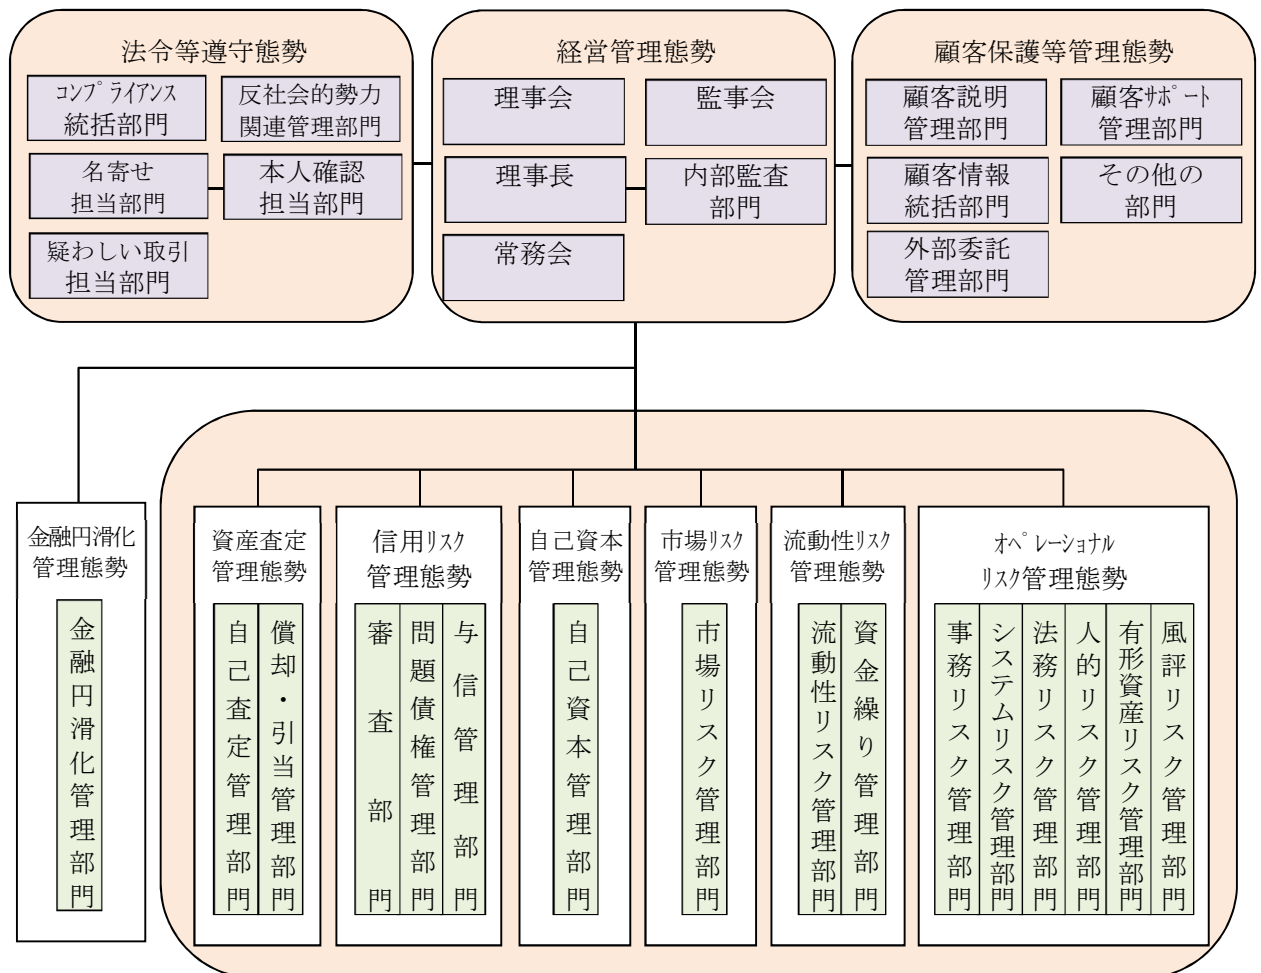 法令等遵守態勢
コンプライアンス
統括部門
反社会的勢力
関連管理部門
名寄せ
担当部門
本人確認
担当部門
疑わしい取引
担当部門
経営管理態勢
理事会
監事会
理事長
内部監査
部門
常務会
顧客保護等管理態勢
顧客説明
管理部門
顧客サポート
管理部門
顧客情報
統括部門
その他の
部門
外部委託
管理部門
金融円滑化
管理態勢
金融円滑化管理部門
資産査定
管理態勢
自己査定管理部門
償却・引当管理部門
信用リスク
管理態勢
審査部門
問題債権管理部門
与信管理部門
自己資本
管理態勢
自己資本管理部門
市場リスク
管理態勢
市場リスク管理部門
流動性リスク
管理態勢
流動性リスク管理部門
資金繰り管理部門
オペレーショナル
リスク管理態勢
事務リスク管理部門
システムリスク管理部門
法務リスク管理部門
人的リスク管理部門
有形資産リスク管理部門
風評リスク管理部門